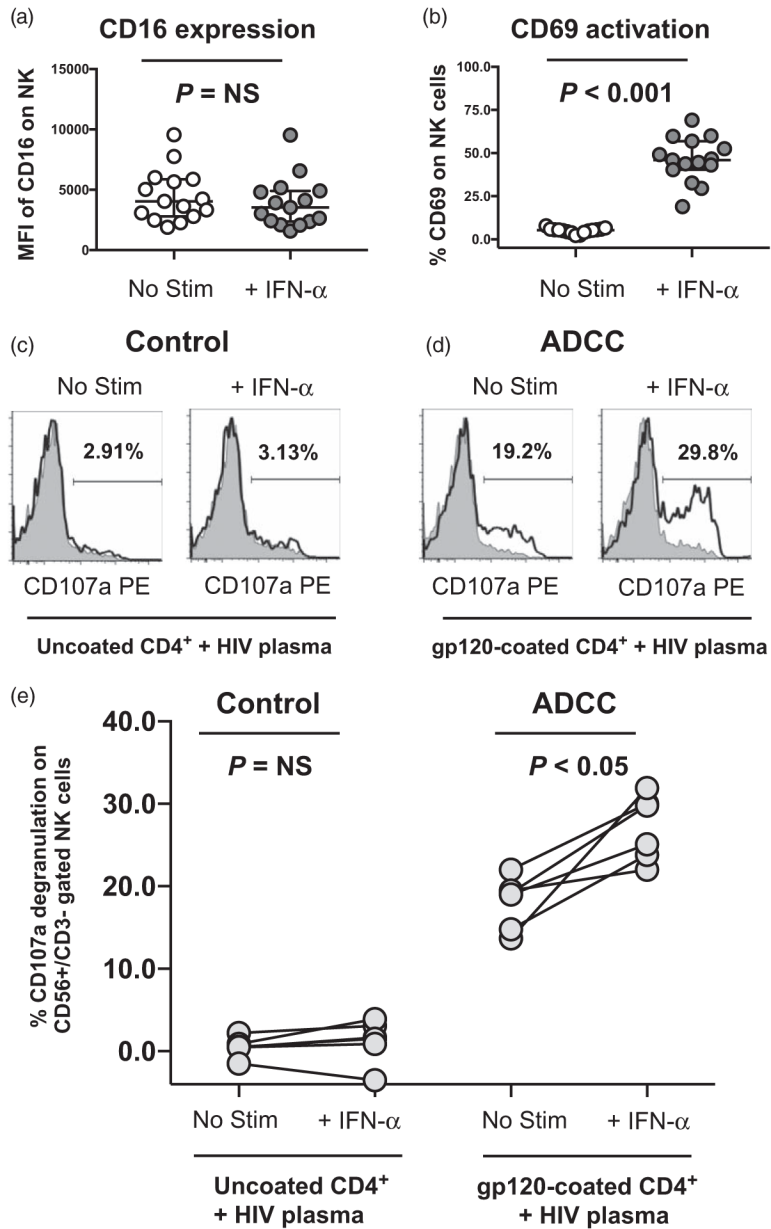 (a)
CD16 expression
P = NS
MFI of CD16 on NK
15000
10000
5000
0
No Stim
+ IFN-α
(b)
CD69 activation
P < 0.001
% CD69 on NK cells
100.0
75.0
50.0
25.0
0.0
No Stim
+ IFN-α
(c)
Control
No Stim
+ IFN-α
2.91%
3.13%
CD107a PE
CD107a PE
Uncoated CD4⁺ + HIV plasma
(d)
ADCC
No Stim
+ IFN-α
19.2%
29.8%
CD107a PE
CD107a PE
gp120-coated CD4⁺ + HIV plasma
(e)
Control
ADCC
P = NS
P < 0.05
% CD107a degranulation on
CD56+/CD3- gated NK cells
40.0
30.0
20.0
10.0
0.0
No Stim
+ IFN-α
No Stim
+ IFN-α
Uncoated CD4⁺
+ HIV plasma
gp120-coated CD4⁺
+ HIV plasma